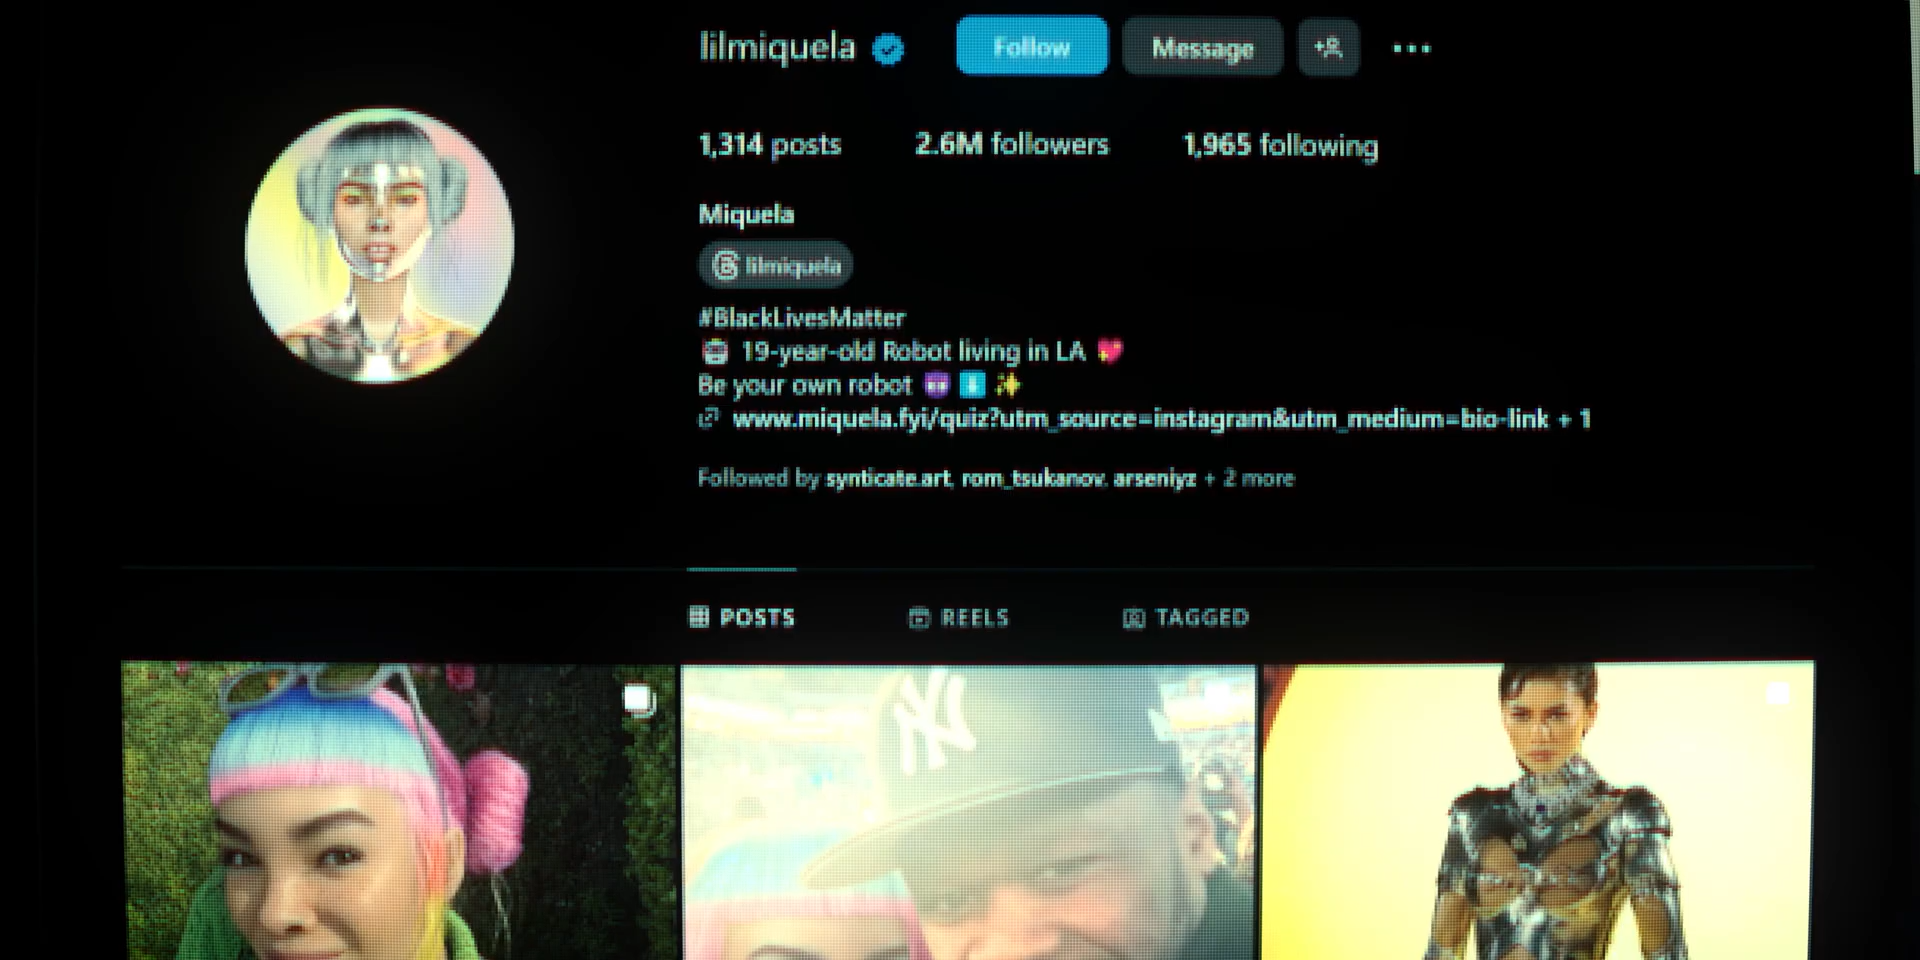 lilmiquela Follow Message
1,314 posts 2.6M followers 1,965 following
Miquela
lilmiquela
#BlackLivesMatter
19-year-old Robot living in LA 💖
Be your own robot 😈 ⬇️ ✨
www.miquela.fyi/quiz?utm_source=instagram&utm_medium=bio-link + 1
Followed by synticate.art, rom_tsukanov, arseniyz + 2 more
POSTS REELS TAGGED
NY